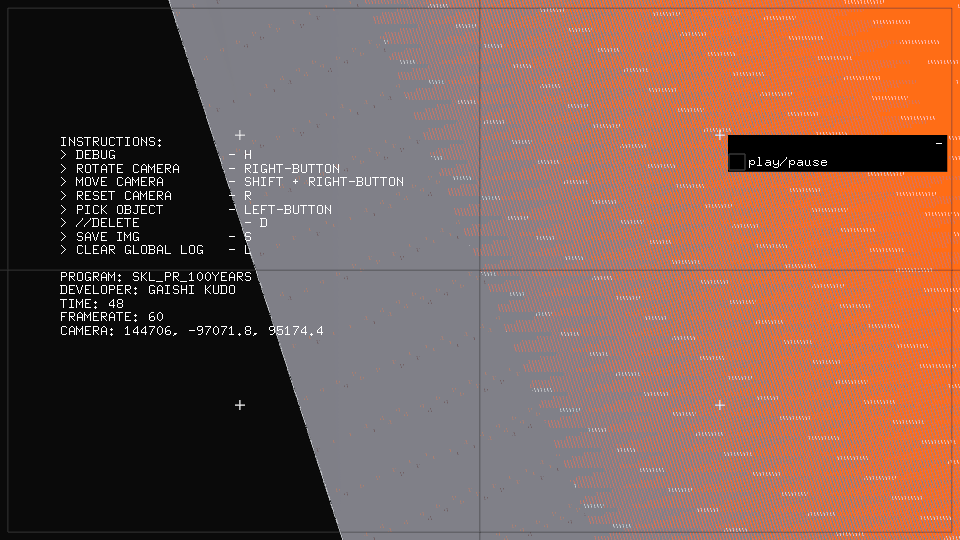 INSTRUCTIONS:
> DEBUG - H
> ROTATE CAMERA - RIGHT-BUTTON
> MOVE CAMERA - SHIFT + RIGHT-BUTTON
> RESET CAMERA - R
> PICK OBJECT - LEFT-BUTTON
> //DELETE - D
> SAVE IMG - S
> CLEAR GLOBAL LOG - L
PROGRAM: SKL_PR_100YEARS
DEVELOPER: GAISHI KUDO
TIME: 48
FRAMERATE: 60
CAMERA: 144706, -97071.8, 95174.4
play/pause